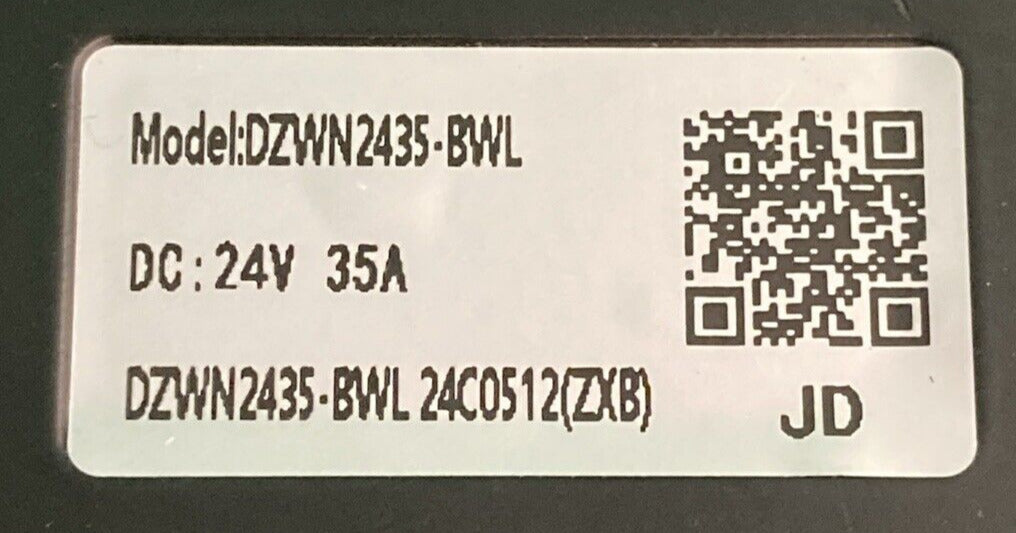 Model:DZWN2435-BWL
DC:24V 35A
DZWN2435-BWL 24C0512(ZXB)
JD